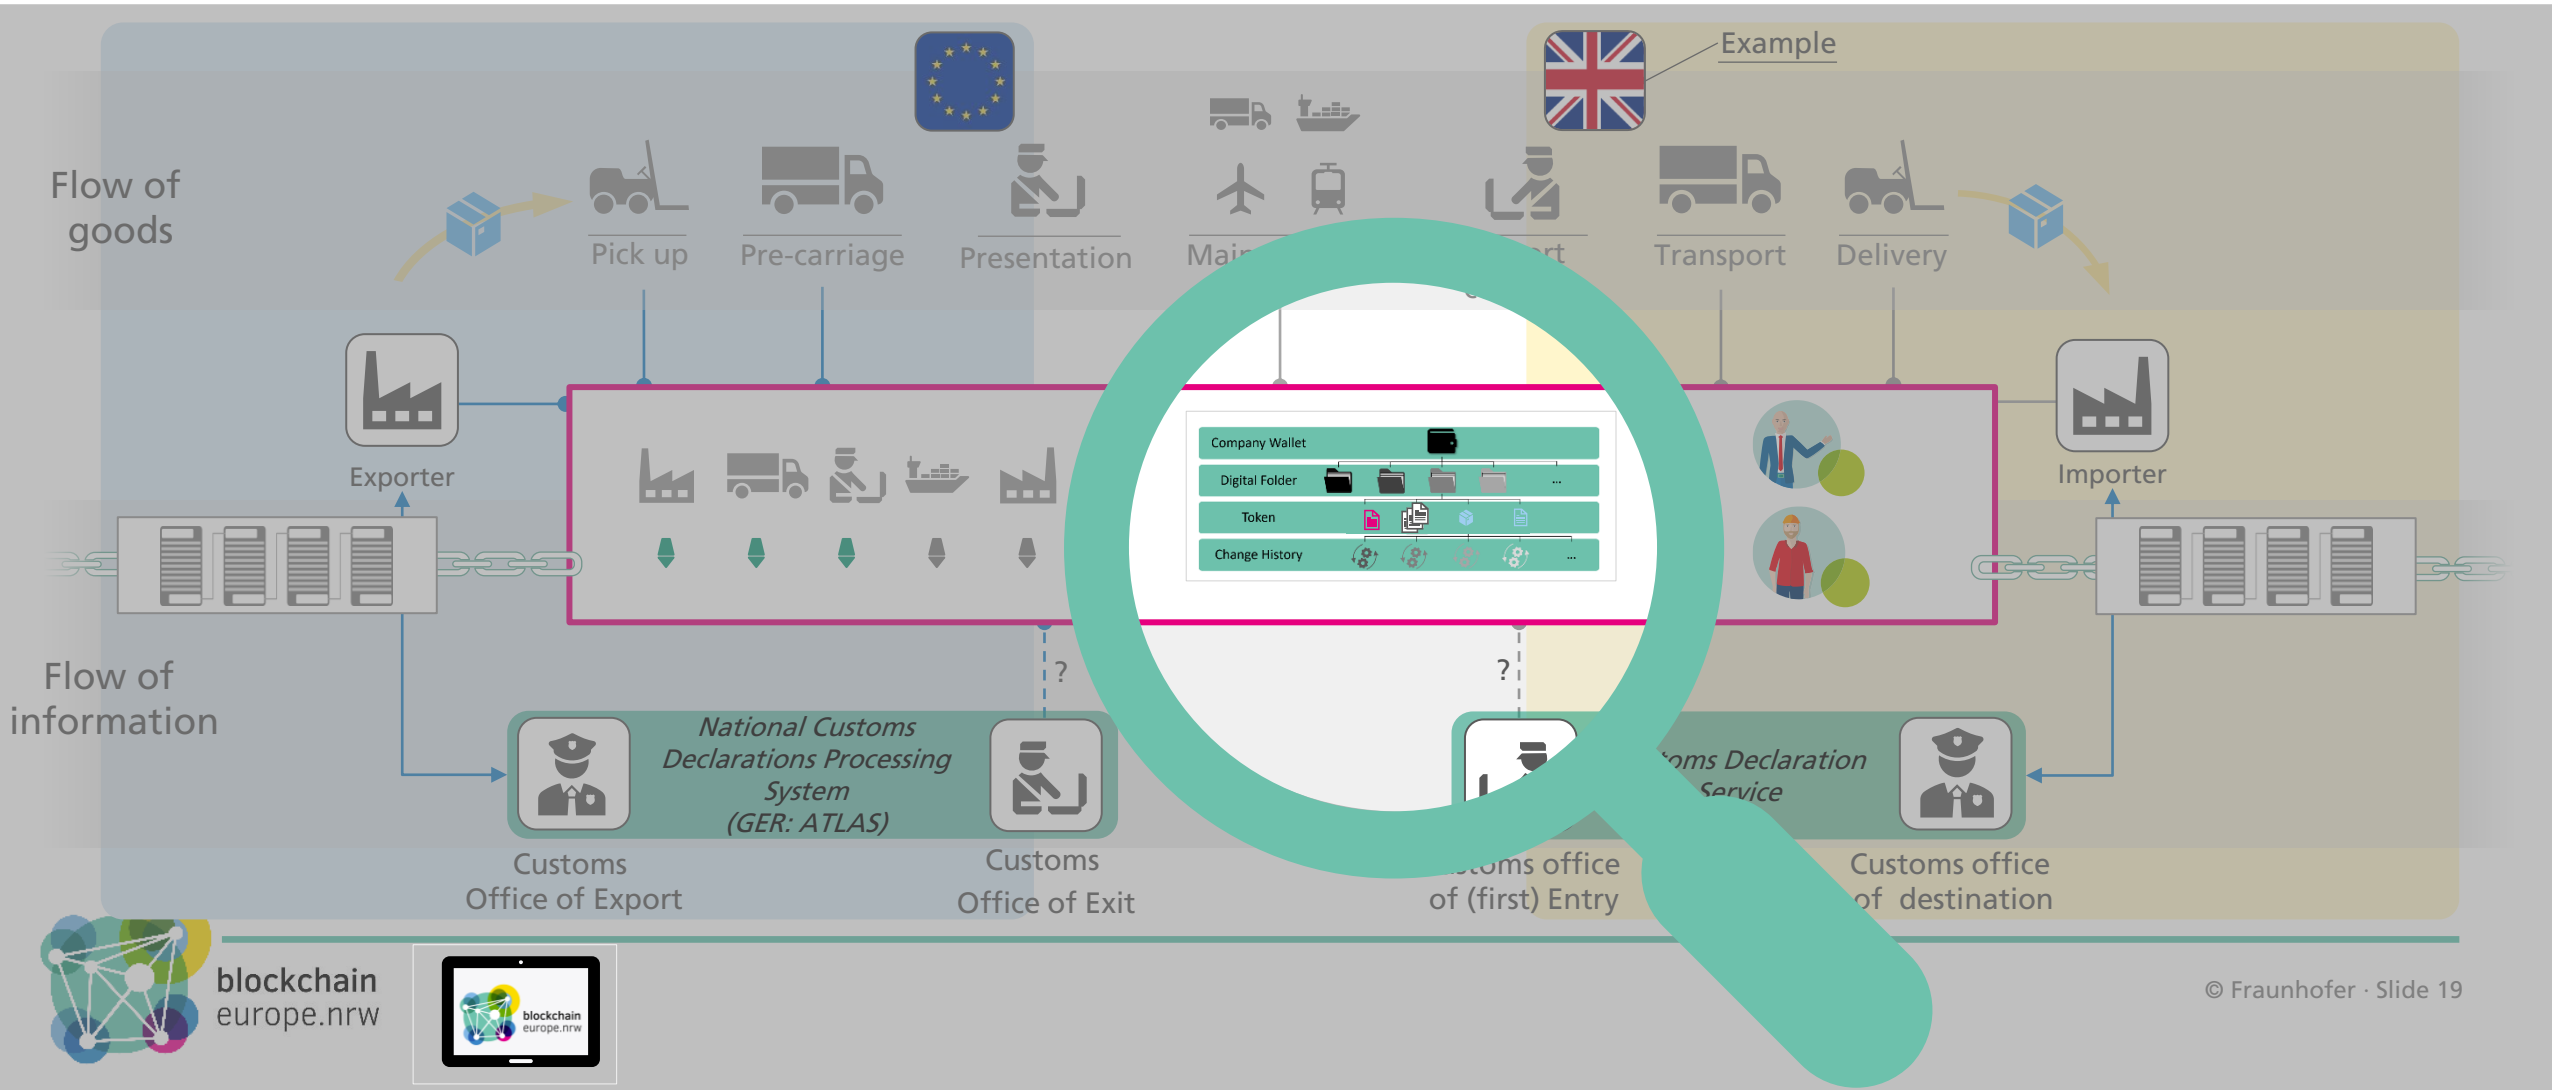 Example
Flow of
goods
Pick up
Pre-carriage
Presentation
Transport
Delivery
Exporter
Importer
Company Wallet
Digital Folder
...
Token
Change History
...
Flow of
information
?
?
National Customs
Declarations Processing
System
(GER: ATLAS)
Declaration
Service
Customs
Office of Export
Customs
Office of Exit
office
of (first) Entry
Customs office
of destination
blockchain
europe.nrw
blockchain
europe.nrw
© Fraunhofer · Slide 19